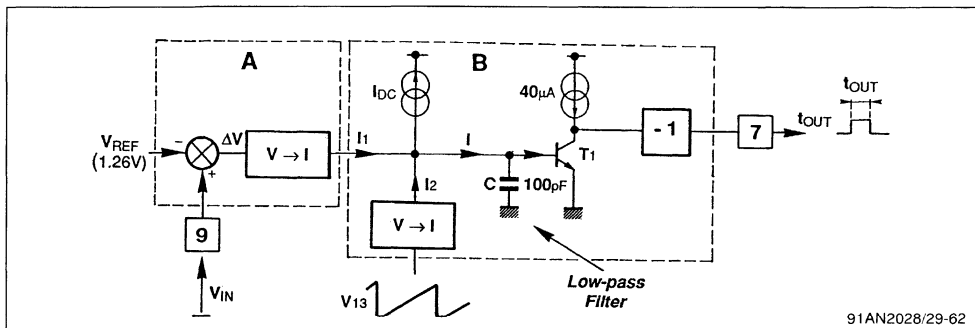 A
B
I_DC
40µA
t_OUT
V_REF
(1.26V)
−
ΔV
+
V → I
I₁
I
T₁
- 1
7
t_OUT
C
100pF
I₂
9
V → I
V_IN
V₁₃
Low-pass
Filter
91AN2028/29-62